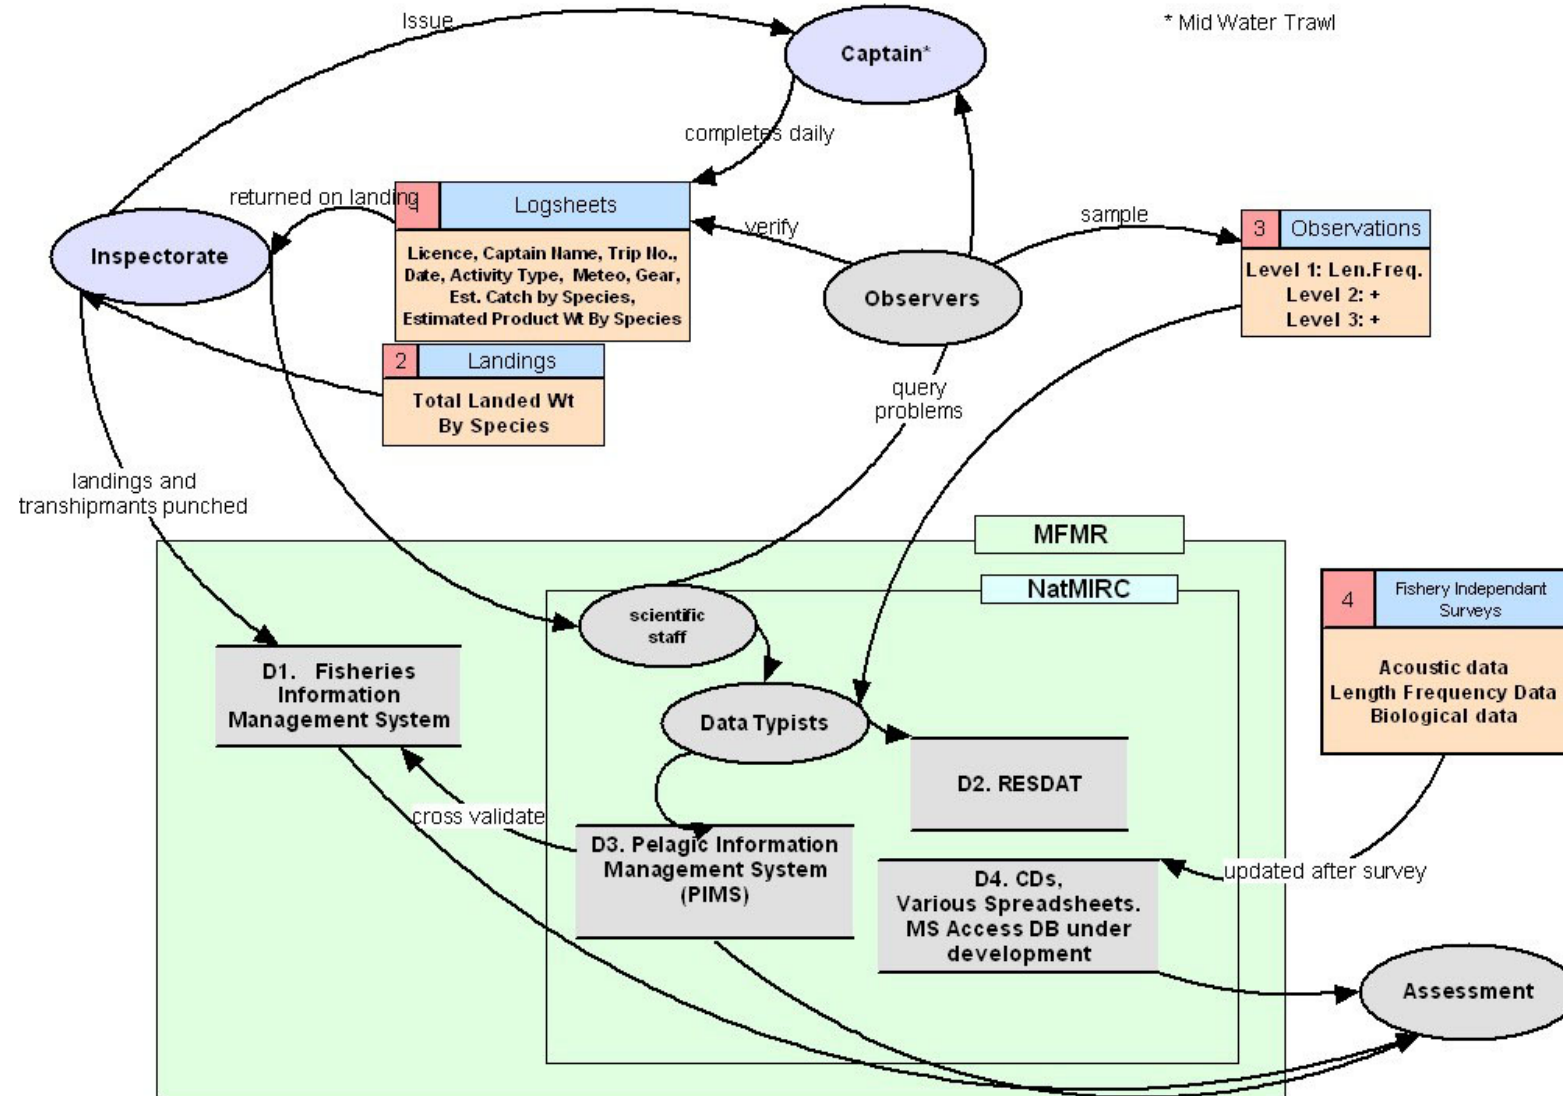 Issue
* Mid Water Trawl
Captain*
completes daily
returned on landing
1 Logsheets
Licence, Captain Name, Trip No.,
Date, Activity Type, Meteo, Gear,
Est. Catch by Species,
Estimated Product Wt By Species
verify
sample
3 Observations
Level 1: Len.Freq.
Level 2: +
Level 3: +
Inspectorate
Observers
2 Landings
Total Landed Wt
By Species
query
problems
landings and
transhipmants punched
MFMR
NatMIRC
scientific
staff
4 Fishery Independant
Surveys
Acoustic data
Length Frequency Data
Biological data
D1. Fisheries
Information
Management System
Data Typists
D2. RESDAT
cross validate
D3. Pelagic Information
Management System
(PIMS)
D4. CDs,
Various Spreadsheets.
MS Access DB under
development
updated after survey
Assessment